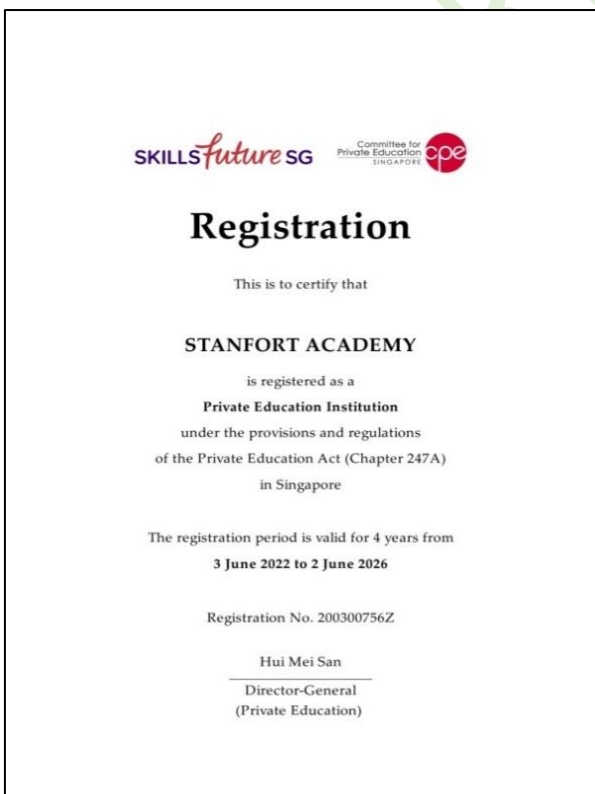 SKILLS future SG
Committee for
Private Education
SINGAPORE
cpe
Registration
This is to certify that
STANFORT ACADEMY
is registered as a
Private Education Institution
under the provisions and regulations
of the Private Education Act (Chapter 247A)
in Singapore
The registration period is valid for 4 years from
3 June 2022 to 2 June 2026
Registration No. 200300756Z
Hui Mei San
Director-General
(Private Education)